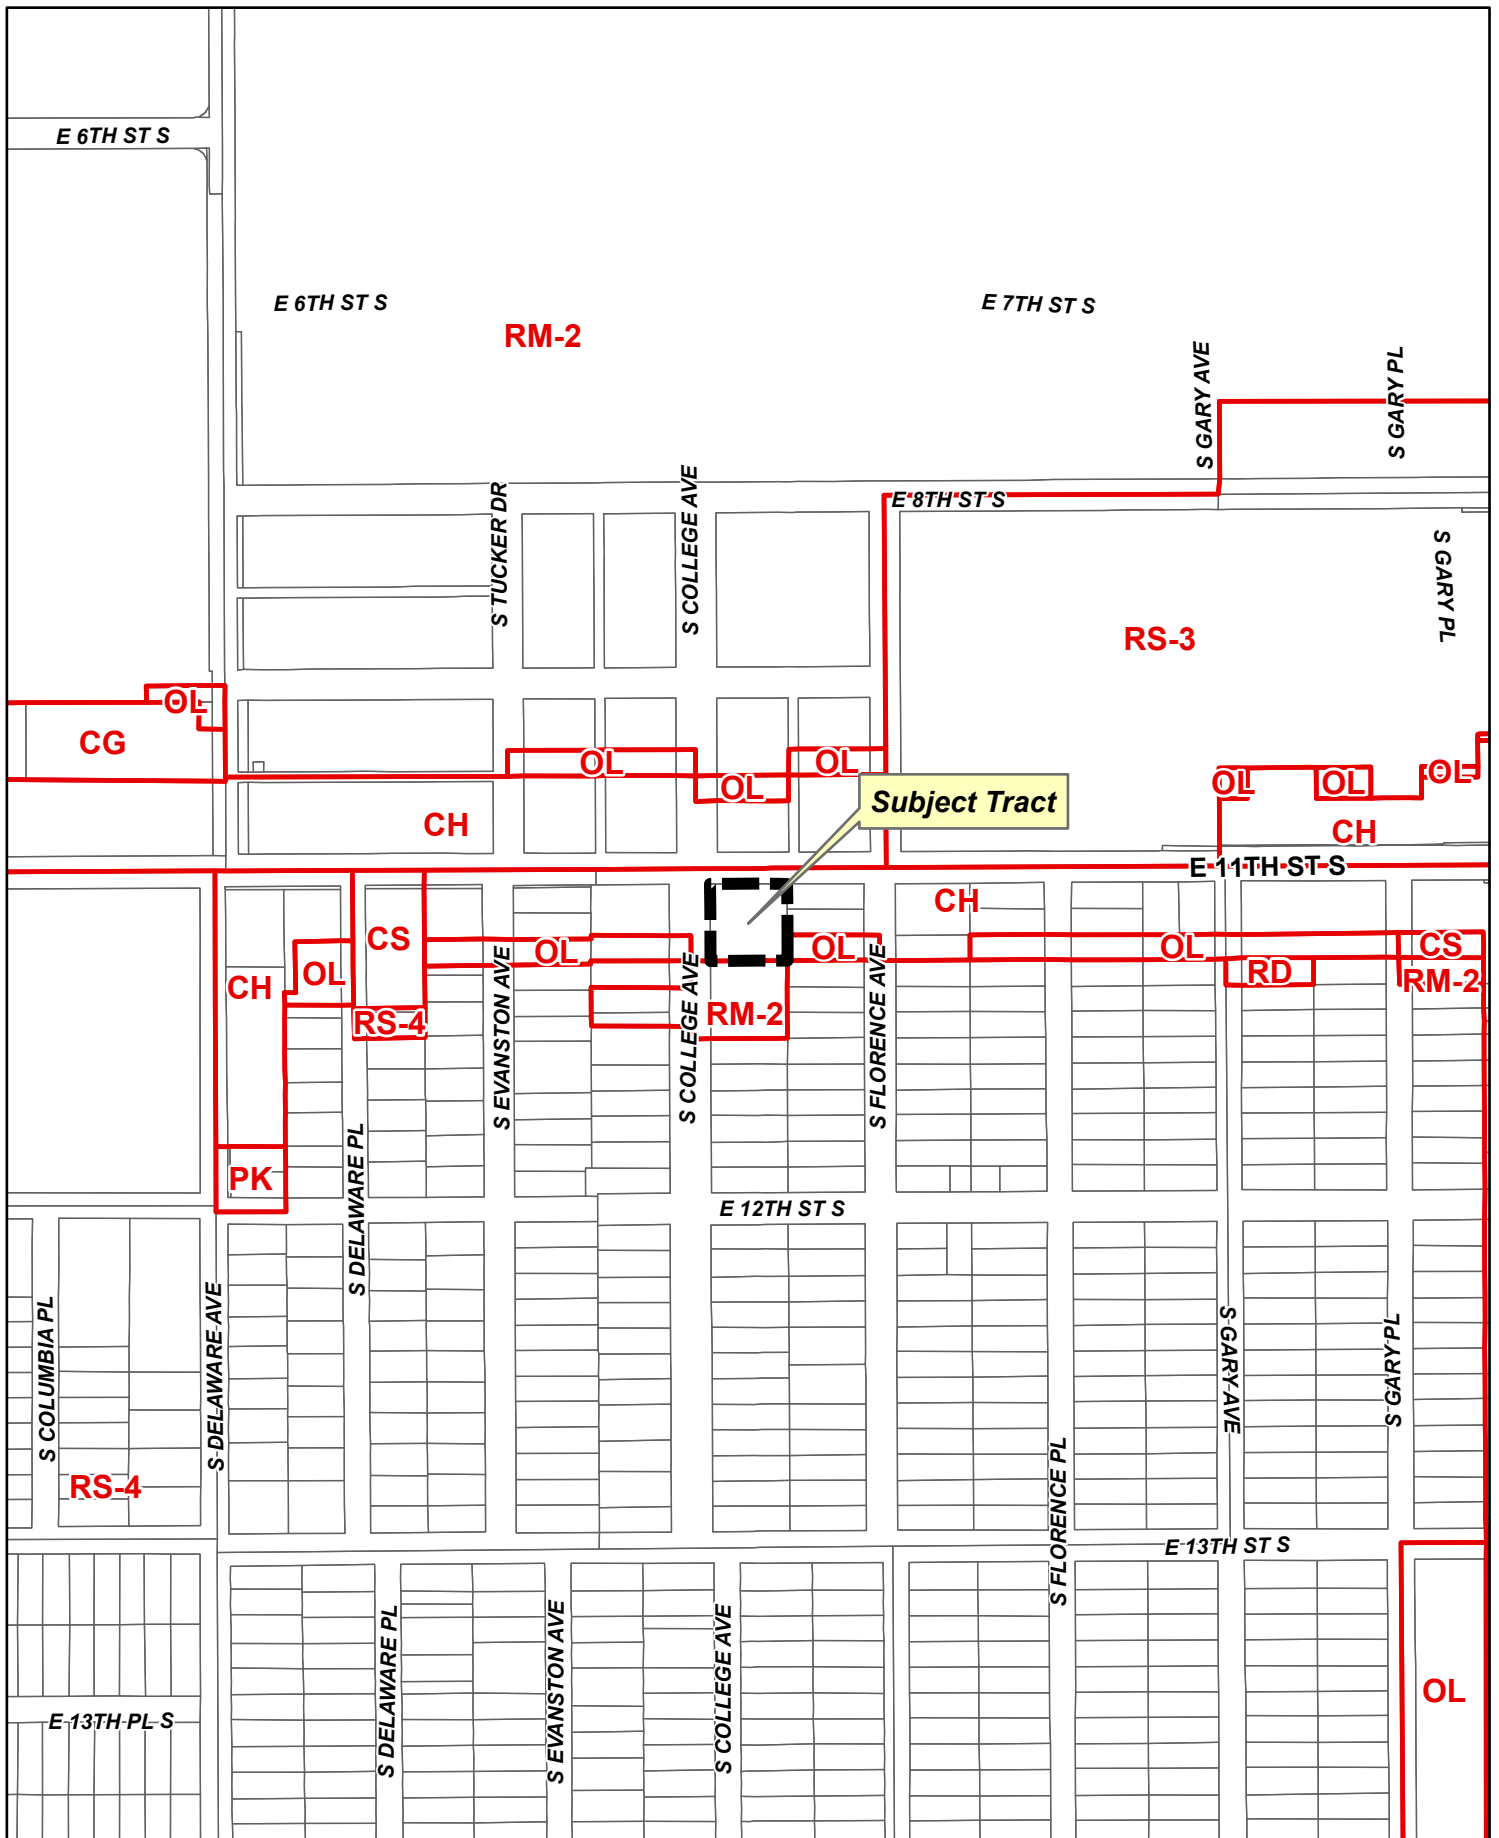 E 6TH ST S
E 6TH ST S
E 7TH ST S
RM-2
S GARY AVE
S GARY PL
S TUCKER DR
S COLLEGE AVE
E 8TH ST S
S GARY PL
RS-3
OL
CG
OL
OL
OL
OL
OL
OL
Subject Tract
CH
CH
E 11TH ST S
CH
CS
OL
OL
OL
CS
CH
OL
RD
RM-2
RS-4
RM-2
S EVANSTON AVE
S COLLEGE AVE
S FLORENCE AVE
PK
S DELAWARE PL
E 12TH ST S
S COLUMBIA PL
S DELAWARE AVE
S GARY AVE
S GARY PL
RS-4
S FLORENCE PL
E 13TH ST S
S DELAWARE PL
S EVANSTON AVE
S COLLEGE AVE
OL
E 13TH PL S